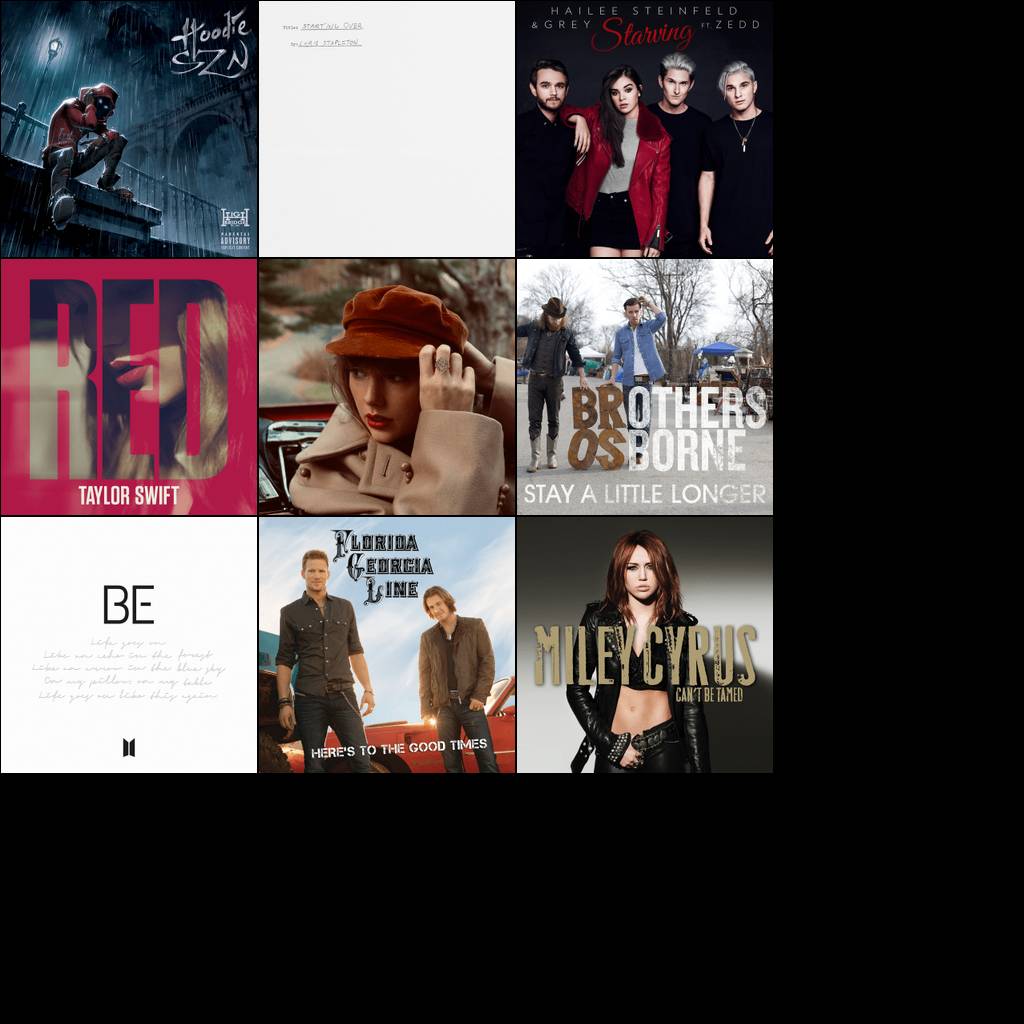 Hoodie
SZN
HIGH
BRIDGE
PARENTAL
ADVISORY
EXPLICIT CONTENT
Title: STARTING OVER
By: CHRIS STAPLETON
HAILEE STEINFELD
& GREY Starving FT. ZEDD
RED
TAYLOR SWIFT
BROTHERS
OSBORNE
STAY A LITTLE LONGER
BE
Life goes on
Like an echo in the forest
Like an arrow in the blue sky
On my pillow, on my table
Life goes on like this again
FLORIDA
GEORGIA
LINE
HERE'S TO THE GOOD TIMES
MILEY CYRUS
CAN'T BE TAMED